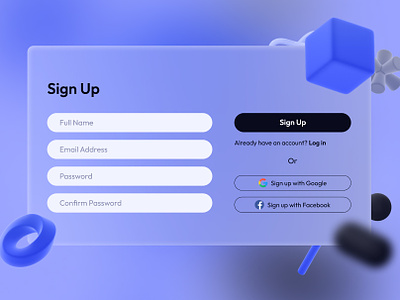 Sign Up
Full Name
Email Address
Password
Confirm Password
Sign Up
Already have an account? Log in
Or
Sign up with Google
Sign up with Facebook